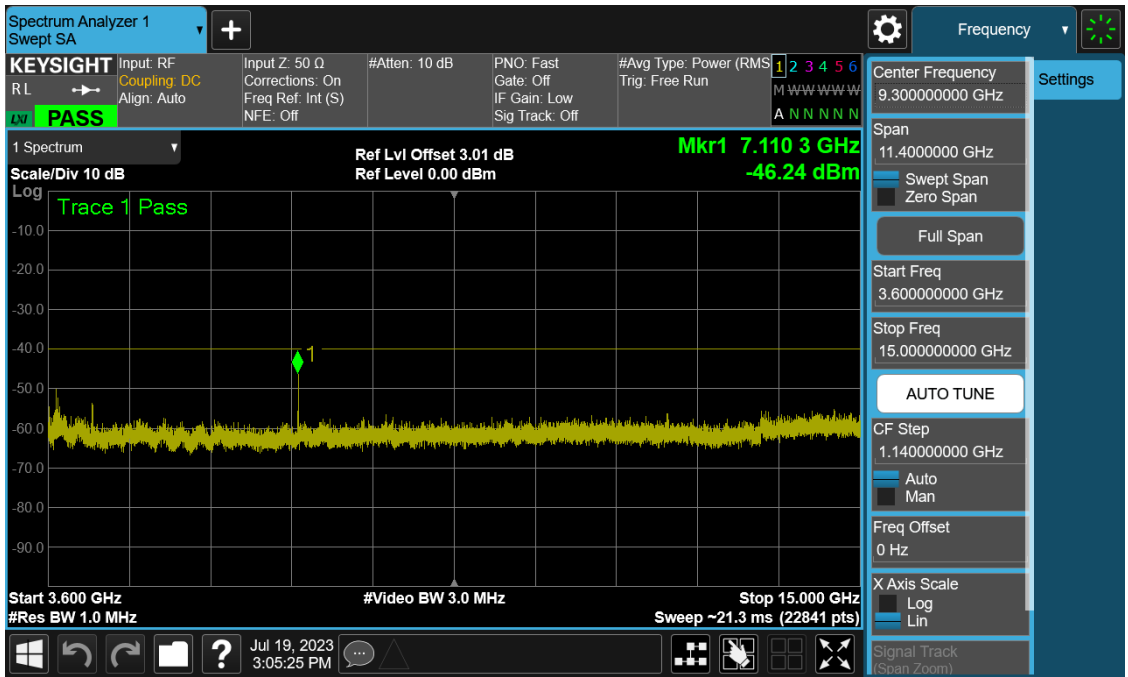 Spectrum Analyzer 1
Swept SA
+
Frequency
KEYSIGHT
R L
LXI PASS
Input: RF
Coupling: DC
Align: Auto
Input Z: 50 Ω
Corrections: On
Freq Ref: Int (S)
NFE: Off
#Atten: 10 dB
PNO: Fast
Gate: Off
IF Gain: Low
Sig Track: Off
#Avg Type: Power (RMS
Trig: Free Run
1 2 3 4 5 6
M W W W W W
A N N N N N
1 Spectrum
Scale/Div 10 dB
Log
Ref Lvl Offset 3.01 dB
Ref Level 0.00 dBm
Mkr1 7.110 3 GHz
-46.24 dBm
Trace 1 Pass
-10.0
-20.0
-30.0
-40.0
1
-50.0
-60.0
-70.0
-80.0
-90.0
Start 3.600 GHz
#Res BW 1.0 MHz
#Video BW 3.0 MHz
Stop 15.000 GHz
Sweep ~21.3 ms (22841 pts)
Center Frequency
9.300000000 GHz
Span
11.4000000 GHz
Swept Span
Zero Span
Full Span
Start Freq
3.600000000 GHz
Stop Freq
15.000000000 GHz
AUTO TUNE
CF Step
1.140000000 GHz
Auto
Man
Freq Offset
0 Hz
X Axis Scale
Log
Lin
Signal Track
(Span Zoom)
Settings
?
Jul 19, 2023
3:05:25 PM